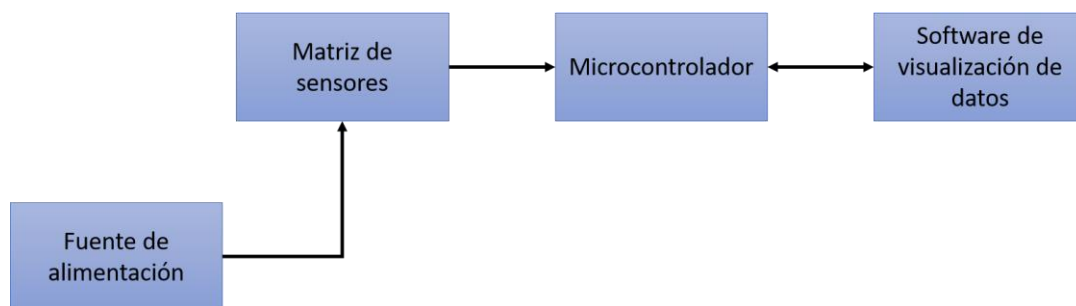 Matriz de
sensores
Microcontrolador
Software de
visualización de
datos
Fuente de
alimentación